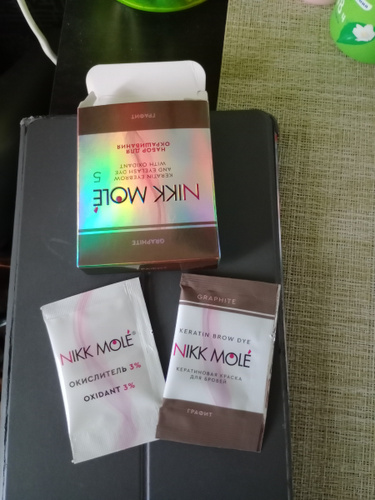 ГРАФИТ
НАБОР ДЛЯ
ОКРАШИВАНИЯ
KERATIN EYEBROW
AND EYELASH DYE
WITH OXIDANT
5
NIKK MOLÉ
GRAPHITE
NIKK MOLÉ
ОКИСЛИТЕЛЬ 3%
OXIDANT 3%
GRAPHITE
KERATIN BROW DYE
NIKK MOLÉ
КЕРАТИНОВАЯ КРАСКА
ДЛЯ БРОВЕЙ
ГРАФИТ